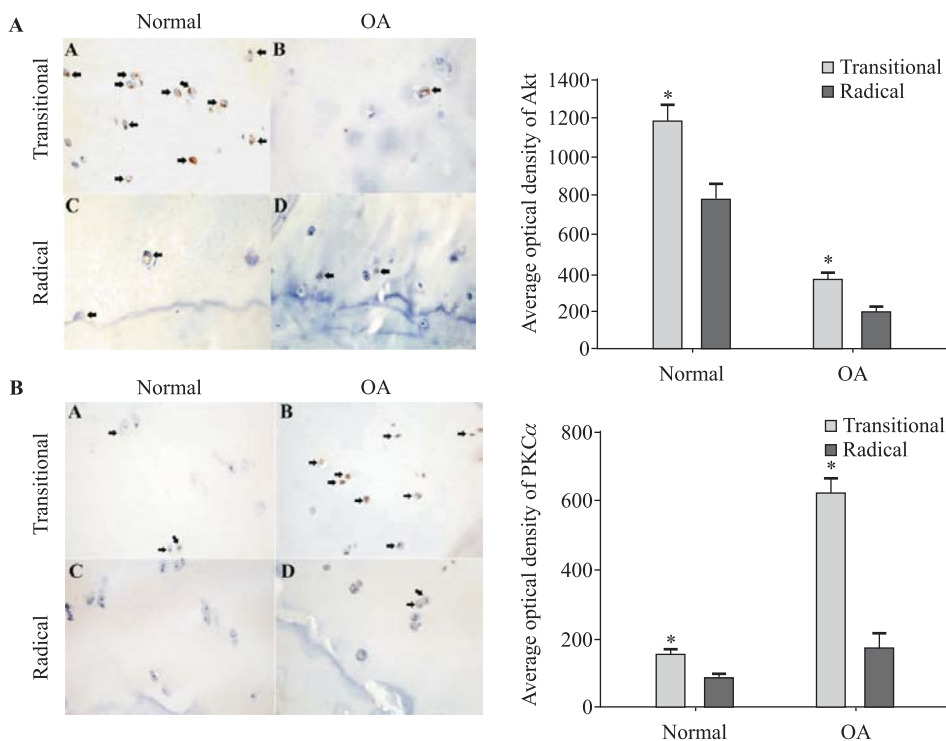 A
Normal
OA
Transitional
Radical
A
B
C
D
Average optical density of Akt
1400
1200
1000
800
600
400
200
0
*
*
Transitional
Radical
Normal
OA
B
Normal
OA
Transitional
Radical
A
B
C
D
Average optical density of PKCα
800
600
400
200
0
*
*
Transitional
Radical
Normal
OA